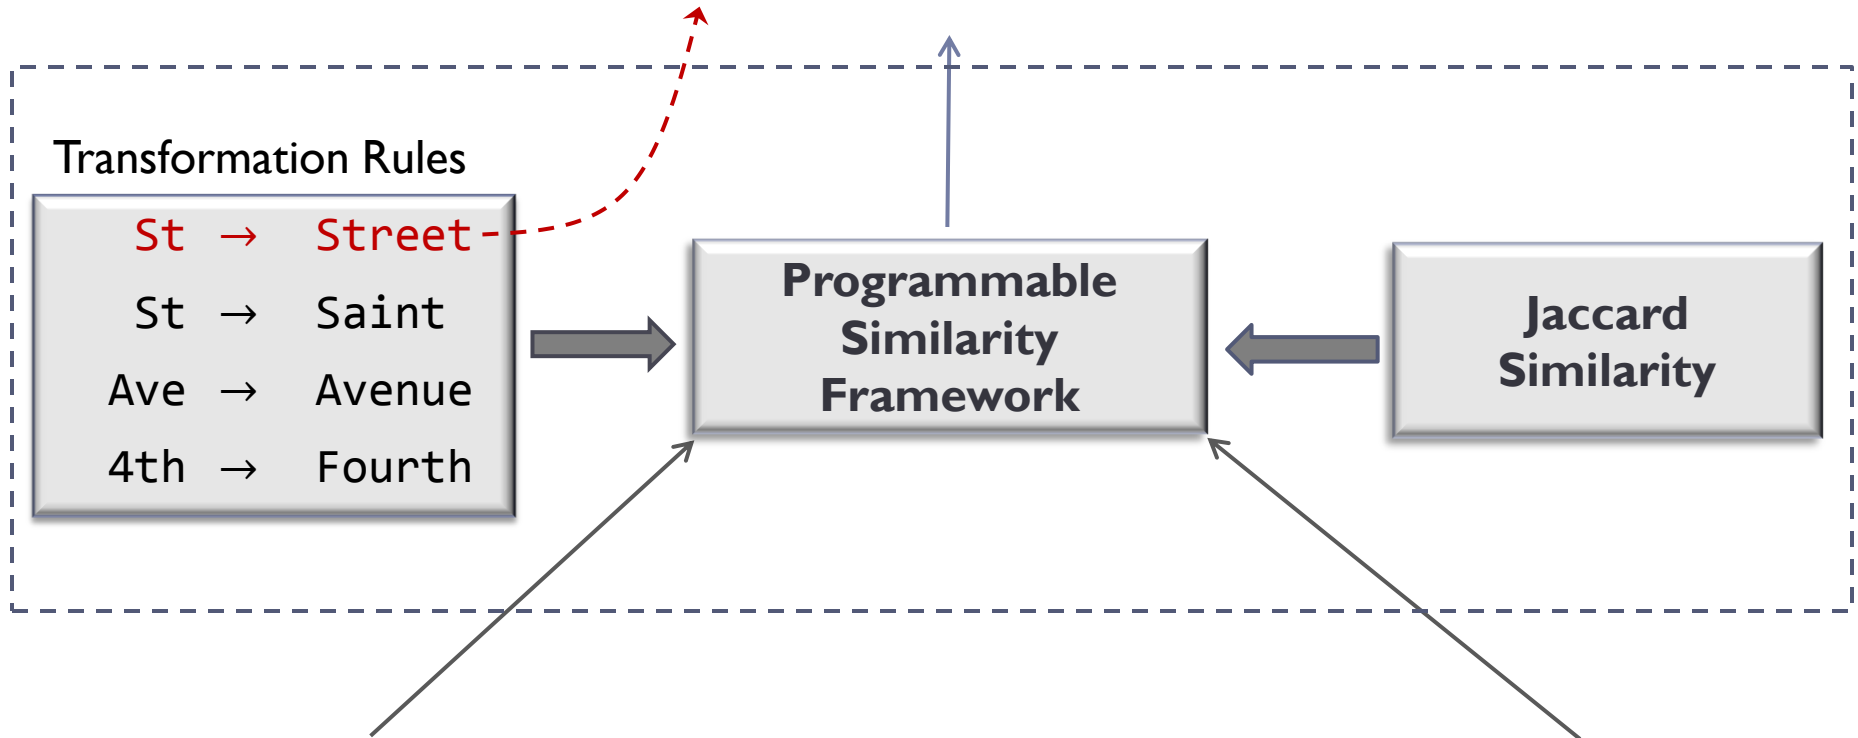 Transformation Rules
St → Street
St → Saint
Ave → Avenue
4th → Fourth
Programmable
Similarity
Framework
Jaccard
Similarity